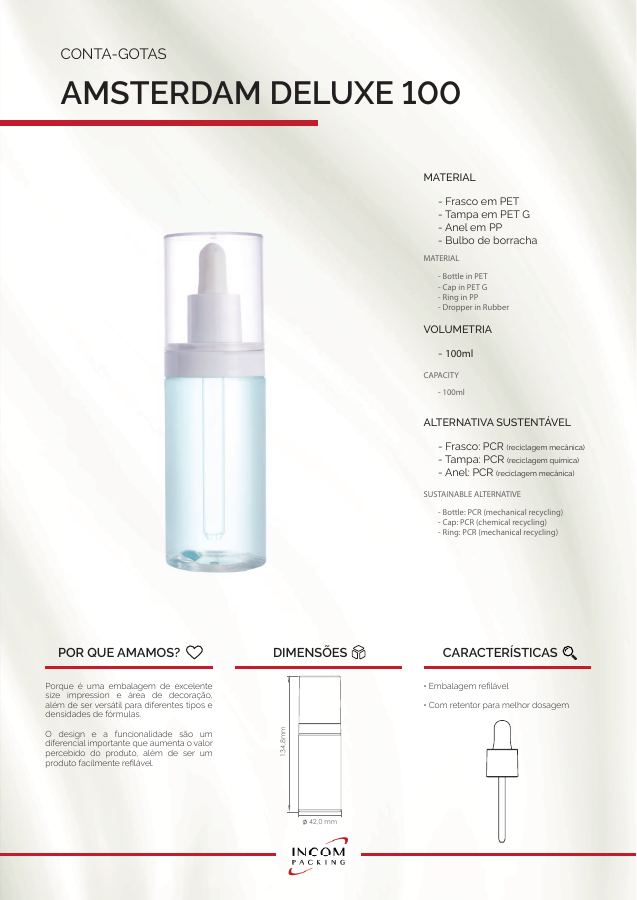 CONTA-GOTAS
AMSTERDAM DELUXE 100
MATERIAL
- Frasco em PET
- Tampa em PET G
- Anel em PP
- Bulbo de borracha
MATERIAL
- Bottle in PET
- Cap in PET G
- Ring in PP
- Dropper in Rubber
VOLUMETRIA
- 100ml
CAPACITY
- 100ml
ALTERNATIVA SUSTENTÁVEL
- Frasco: PCR (reciclagem mecânica)
- Tampa: PCR (reciclagem química)
- Anel: PCR (reciclagem mecânica)
SUSTAINABLE ALTERNATIVE
- Bottle: PCR (mechanical recycling)
- Cap: PCR (chemical recycling)
- Ring: PCR (mechanical recycling)
POR QUE AMAMOS?
Porque é uma embalagem de excelente
size impression e área de decoração,
além de ser versátil para diferentes tipos e
densidades de fórmulas.
O design e a funcionalidade são um
diferencial importante que aumenta o valor
percebido do produto, além de ser um
produto facilmente refilável.
DIMENSÕES
134,8mm
ø 42,0 mm
CARACTERÍSTICAS
• Embalagem refilável
• Com retentor para melhor dosagem
INCOM
PACKING